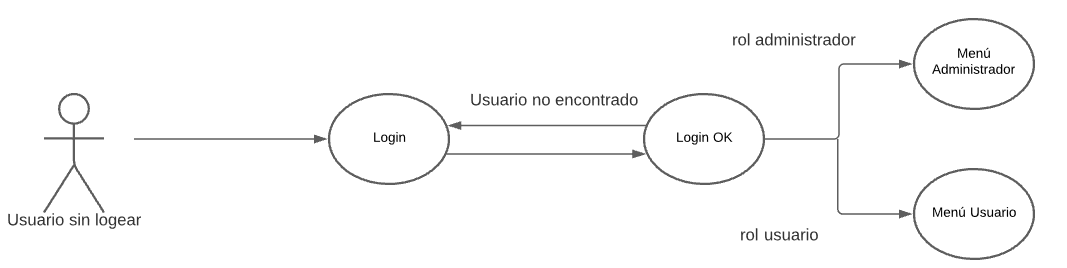 rol administrador
Menú
Administrador
Usuario no encontrado
Login
Login OK
Usuario sin logear
Menú Usuario
rol usuario